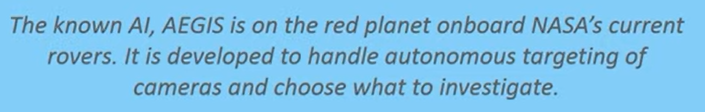 The known AI, AEGIS is on the red planet onboard NASA's current
rovers. It is developed to handle autonomous targeting of
cameras and choose what to investigate.